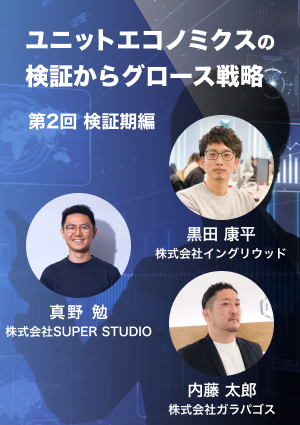 ユニットエコノミクスの
検証からグロース戦略
第2回 検証期編
黒田 康平
株式会社イングリウッド
真野 勉
株式会社SUPER STUDIO
内藤 太郎
株式会社ガラパゴス